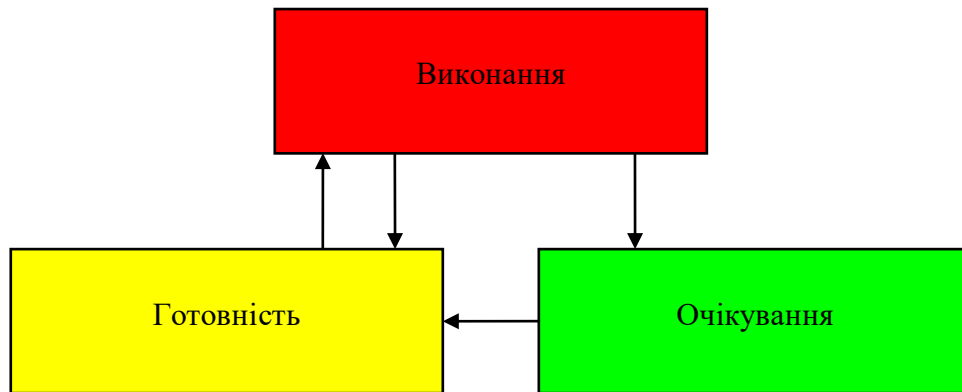 Виконання
Готовність
Очікування